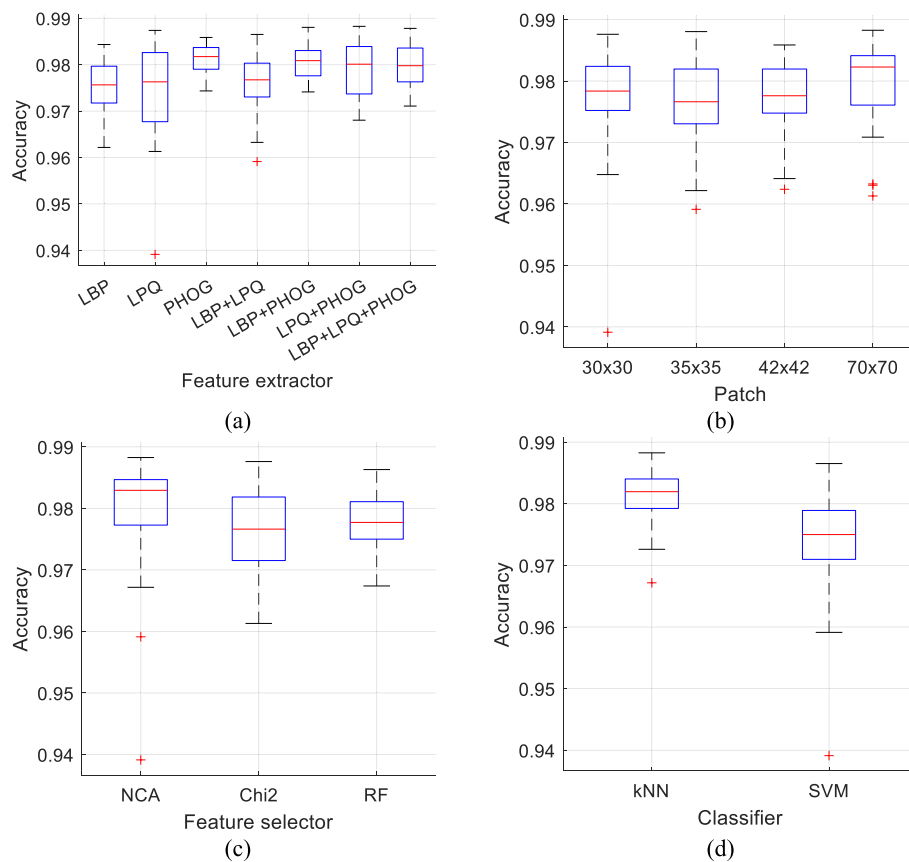 0.99
0.98
0.97
0.96
0.95
0.94
Accuracy
LBP
LPQ
PHOG
LBP+LPQ
LBP+PHOG
LPQ+PHOG
LBP+LPQ+PHOG
Feature extractor
(a)
0.99
0.98
0.97
0.96
0.95
0.94
Accuracy
30x30 35x35 42x42 70x70
Patch
(b)
0.99
0.98
0.97
0.96
0.95
0.94
Accuracy
NCA Chi2 RF
Feature selector
(c)
0.99
0.98
0.97
0.96
0.95
0.94
Accuracy
kNN SVM
Classifier
(d)